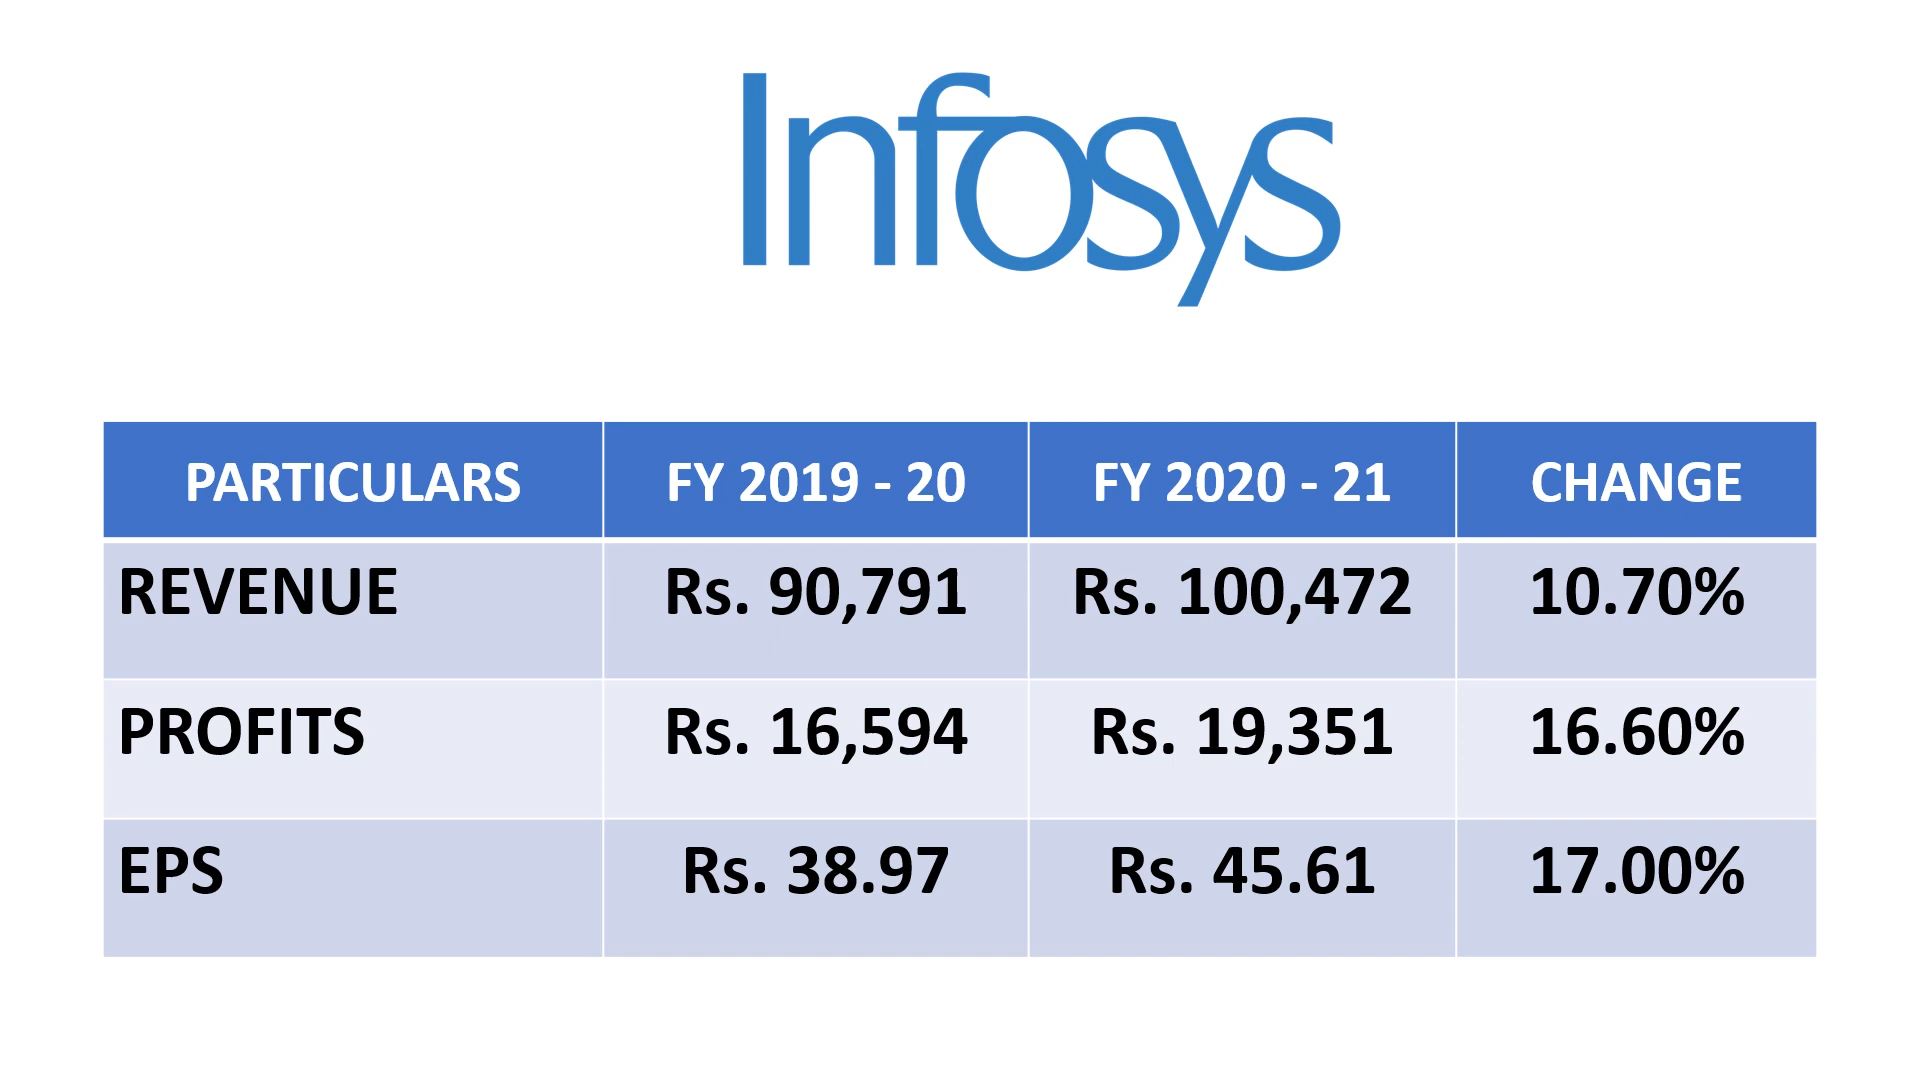 Infosys
PARTICULARS FY 2019 - 20 FY 2020 - 21 CHANGE
REVENUE Rs. 90,791 Rs. 100,472 10.70%
PROFITS Rs. 16,594 Rs. 19,351 16.60%
EPS Rs. 38.97 Rs. 45.61 17.00%